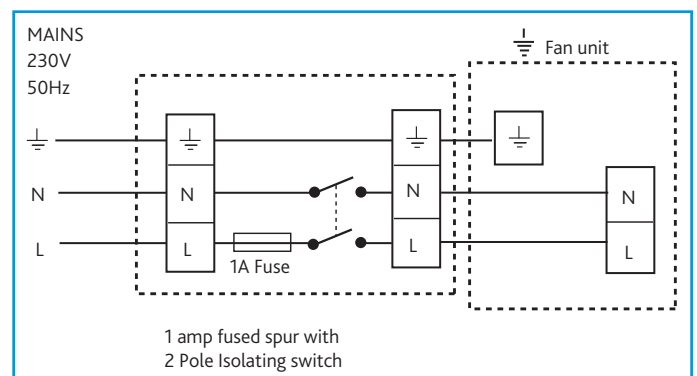 MAINS
230V
50Hz
Fan unit
N
N
N
N
L
L
L
L
1A Fuse
1 amp fused spur with
2 Pole Isolating switch